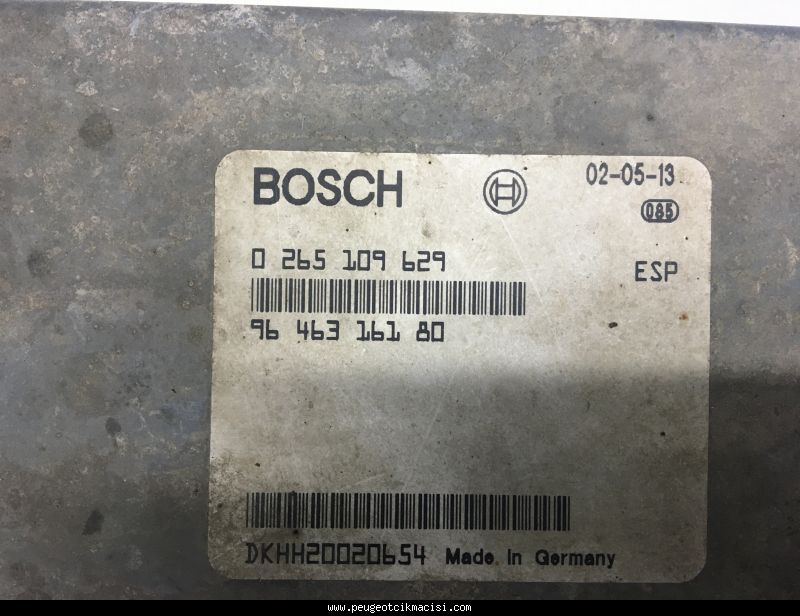 BOSCH
02-05-13
085
0 265 109 629
ESP
96 463 161 80
DKHH20020654 Made in Germany
www.peugeotcikmacisi.com